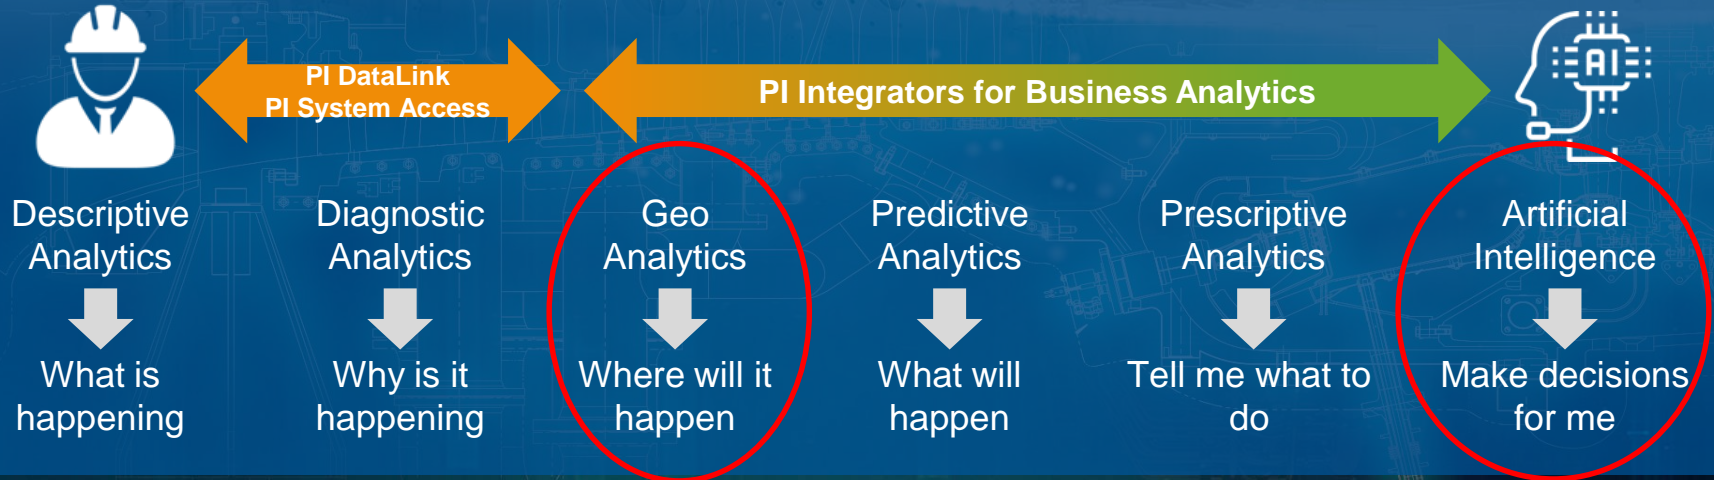 PI DataLink
PI System Access
PI Integrators for Business Analytics
AI
Descriptive
Analytics
Diagnostic
Analytics
Geo
Analytics
Predictive
Analytics
Prescriptive
Analytics
Artificial
Intelligence
What is
happening
Why is it
happening
Where will it
happen
What will
happen
Tell me what to
do
Make decisions
for me